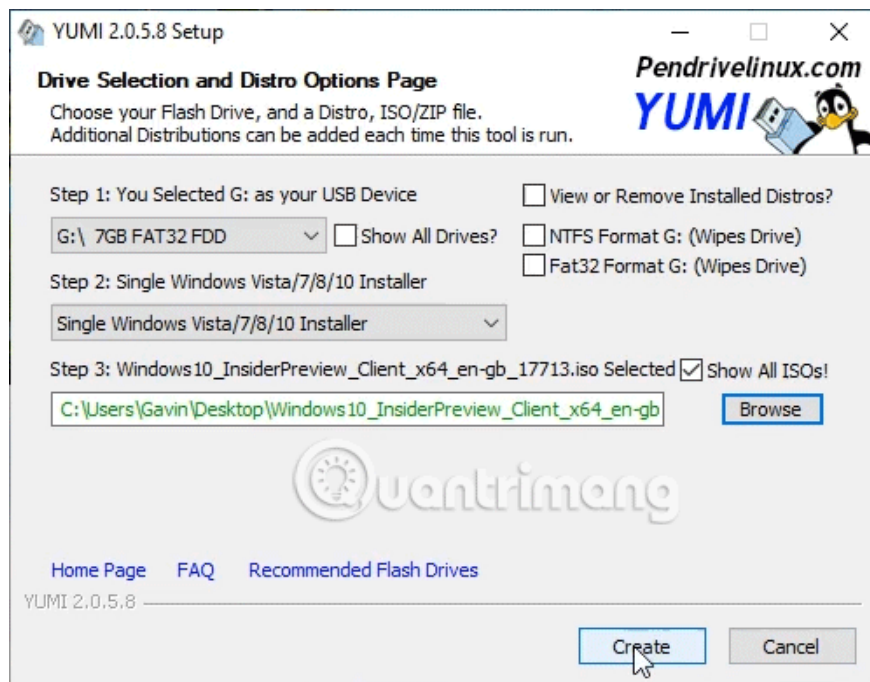 YUMI 2.0.5.8 Setup
Pendrivelinux.com
YUMI
Drive Selection and Distro Options Page
Choose your Flash Drive, and a Distro, ISO/ZIP file.
Additional Distributions can be added each time this tool is run.
Step 1: You Selected G: as your USB Device
View or Remove Installed Distros?
G:\ 7GB FAT32 FDD
Show All Drives?
NTFS Format G: (Wipes Drive)
Fat32 Format G: (Wipes Drive)
Step 2: Single Windows Vista/7/8/10 Installer
Single Windows Vista/7/8/10 Installer
Step 3: Windows10_InsiderPreview_Client_x64_en-gb_17713.iso Selected
Show All ISOs!
C:\Users\Gavin\Desktop\Windows10_InsiderPreview_Client_x64_en-gb
Browse
Quantrimang
Home Page FAQ Recommended Flash Drives
YUMI 2.0.5.8
Create Cancel